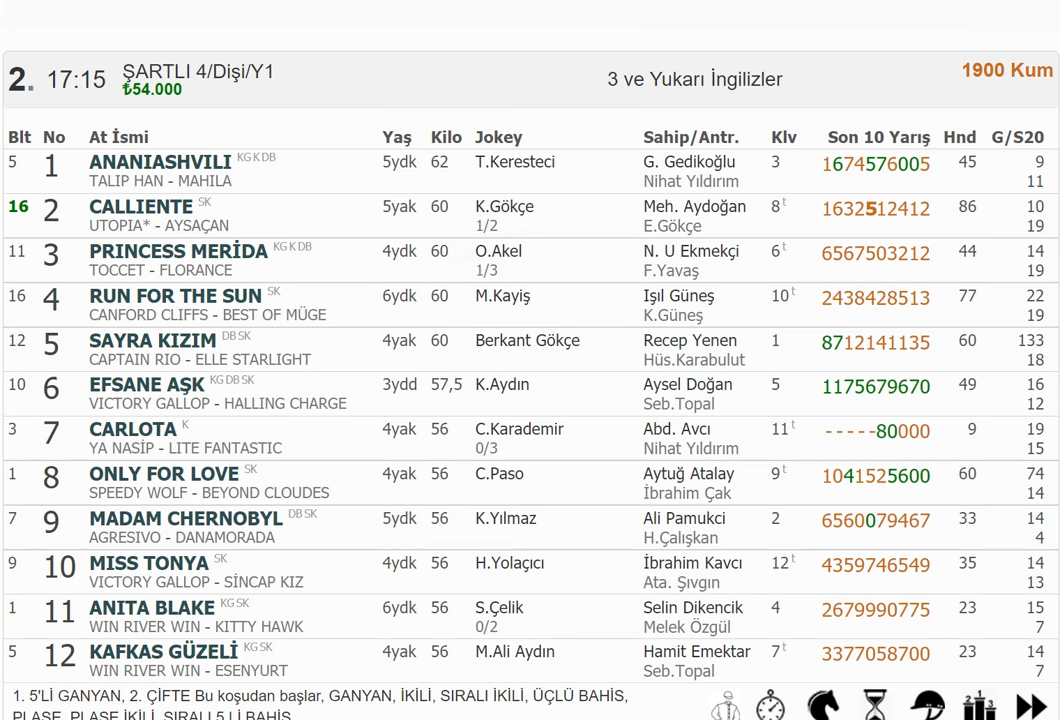 2. 17:15 ŞARTLI 4/Dişi/Y1 3 ve Yukarı İngilizler 1900 Kum
₺54.000
Blt No At İsmi Yaş Kilo Jokey Sahip/Antr. Klv Son 10 Yarış Hnd G/S20
5 1 ANANIASHVILI KG K DB 5ydk 62 T.Keresteci G. Gedikoğlu 3 1674576005 45 9
TALIP HAN - MAHILA Nihat Yıldırım 11
16 2 CALLIENTE SK 5yak 60 K.Gökçe Meh. Aydoğan 8t 1632512412 86 10
UTOPIA* - AYSAÇAN 1/2 E.Gökçe 19
11 3 PRINCESS MERİDA KG K DB 4ydk 60 O.Akel N. U Ekmekçi 6t 6567503212 44 14
TOCCET - FLORANCE 1/3 F.Yavaş 19
16 4 RUN FOR THE SUN SK 6ydk 60 M.Kayiş Işıl Güneş 10t 2438428513 77 22
CANFORD CLIFFS - BEST OF MÜGE K.Güneş 19
12 5 SAYRA KIZIM DB SK 4yak 60 Berkant Gökçe Recep Yenen 1 8712141135 60 133
CAPTAIN RIO - ELLE STARLIGHT Hüs.Karabulut 18
10 6 EFSANE AŞK KG DB SK 3ydd 57,5 K.Aydın Aysel Doğan 5 1175679670 49 16
VICTORY GALLOP - HALLING CHARGE Seb.Topal 12
3 7 CARLOTA K 4yak 56 C.Karademir Abd. Avcı 11t -----80000 9 19
YA NASİP - LITE FANTASTIC 0/3 Nihat Yıldırım 15
1 8 ONLY FOR LOVE SK 4yak 56 C.Paso Aytuğ Atalay 9t 1041525600 60 74
SPEEDY WOLF - BEYOND CLOUDES İbrahim Çak 14
7 9 MADAM CHERNOBYL DB SK 5ydk 56 K.Yılmaz Ali Pamukci 2 6560079467 33 14
AGRESIVO - DANAMORADA H.Çalışkan 4
9 10 MISS TONYA SK 4ydk 56 H.Yolaçıcı İbrahim Kavcı 12t 4359746549 35 14
VICTORY GALLOP - SİNCAP KIZ Ata. Şıvgın 13
1 11 ANITA BLAKE KG SK 6ydk 56 S.Çelik Selin Dikencik 4 2679990775 23 15
WIN RIVER WIN - KITTY HAWK 0/2 Melek Özgül 7
5 12 KAFKAS GÜZELİ KG SK 4yak 56 M.Ali Aydın Hamit Emektar 7t 3377058700 23 14
WIN RIVER WIN - ESENYURT Seb.Topal 7
1. 5'Lİ GANYAN, 2. ÇİFTE Bu koşudan başlar, GANYAN, İKİLİ, SIRALI İKİLİ, ÜÇLÜ BAHİS,
PLASE, PLASE İKİLİ, SIRALI 5 Lİ BAHİS